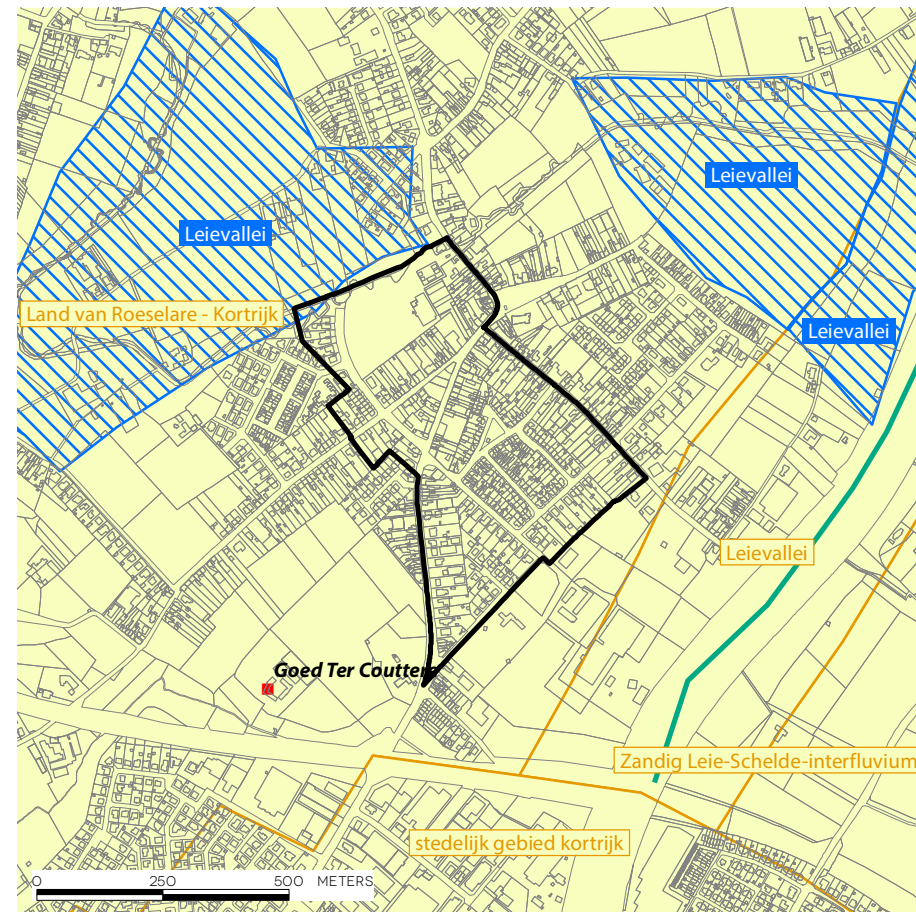 Leievallei
Leievallei
Land van Roeselare - Kortrijk
Leievallei
Leievallei
Goed Ter Coutere
Zandig Leie-Schelde-interfluvium
stedelijk gebied kortrijk
0 250 500 METERS